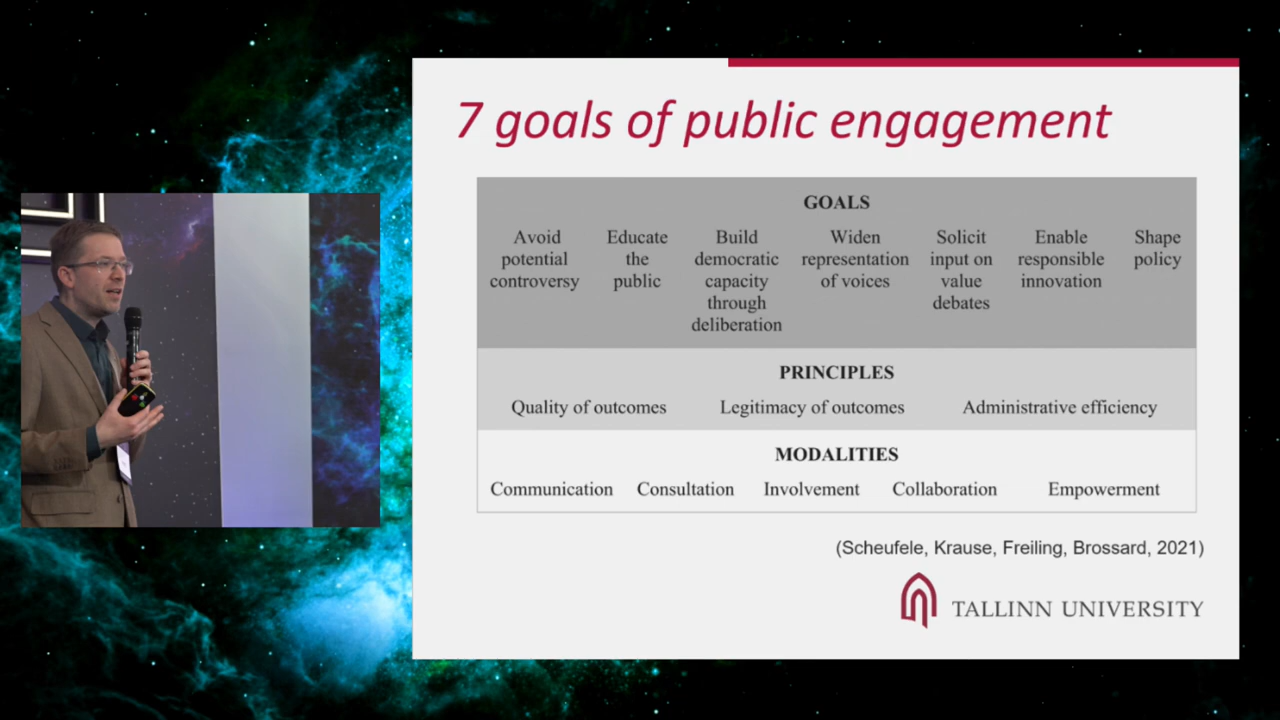 7 goals of public engagement
GOALS
Avoid potential controversy
Educate the public
Build democratic capacity through deliberation
Widen representation of voices
Solicit input on value debates
Enable responsible innovation
Shape policy
PRINCIPLES
Quality of outcomes Legitimacy of outcomes Administrative efficiency
MODALITIES
Communication Consultation Involvement Collaboration Empowerment
(Scheufele, Krause, Freiling, Brossard, 2021)
TALLINN UNIVERSITY